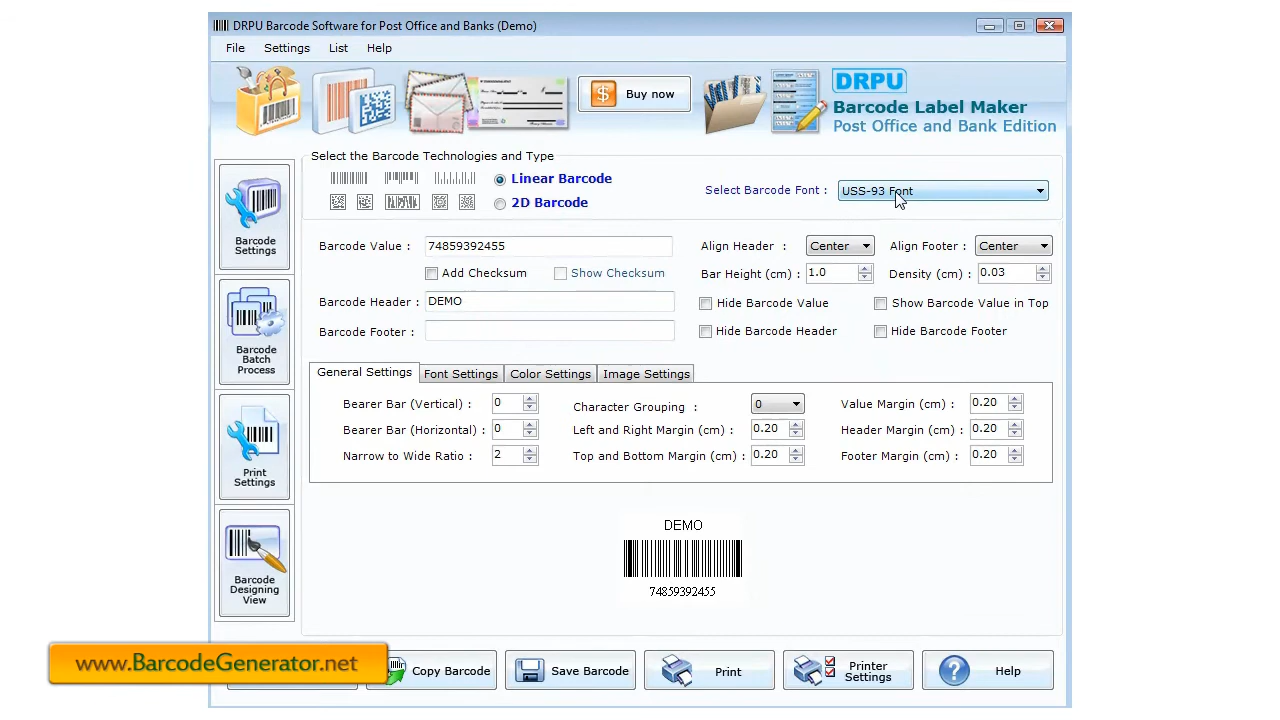 DRPU Barcode Software for Post Office and Banks (Demo)
File Settings List Help
Buy now
DRPU
Barcode Label Maker
Post Office and Bank Edition
Select the Barcode Technologies and Type
Linear Barcode
2D Barcode
Select Barcode Font : USS-93 Font
Barcode Settings
Barcode Batch Process
Print Settings
Barcode Designing View
Barcode Value : 74859392455
Add Checksum Show Checksum
Barcode Header : DEMO
Barcode Footer :
Align Header : Center Align Footer : Center
Bar Height (cm) : 1.0 Density (cm) : 0.03
Hide Barcode Value Show Barcode Value in Top
Hide Barcode Header Hide Barcode Footer
General Settings Font Settings Color Settings Image Settings
Bearer Bar (Vertical) : 0 Character Grouping : 0 Value Margin (cm) : 0.20
Bearer Bar (Horizontal) : 0 Left and Right Margin (cm) : 0.20 Header Margin (cm) : 0.20
Narrow to Wide Ratio : 2 Top and Bottom Margin (cm) : 0.20 Footer Margin (cm) : 0.20
DEMO
74859392455
www.BarcodeGenerator.net
Copy Barcode Save Barcode Print Printer Settings Help